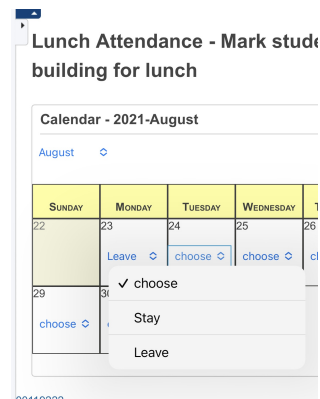 Lunch Attendance - Mark stude
building for lunch
Calendar - 2021-August
August
Sunday Monday Tuesday Wednesday
22 23 24 25 26
Leave choose choose
choose
Stay
Leave
29 30
choose